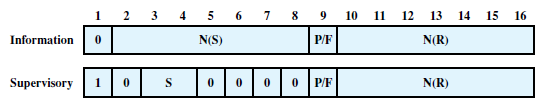 1 2 3 4 5 6 7 8 9 10 11 12 13 14 15 16
Information 0 N(S) P/F N(R)
Supervisory 1 0 S 0 0 0 0 P/F N(R)